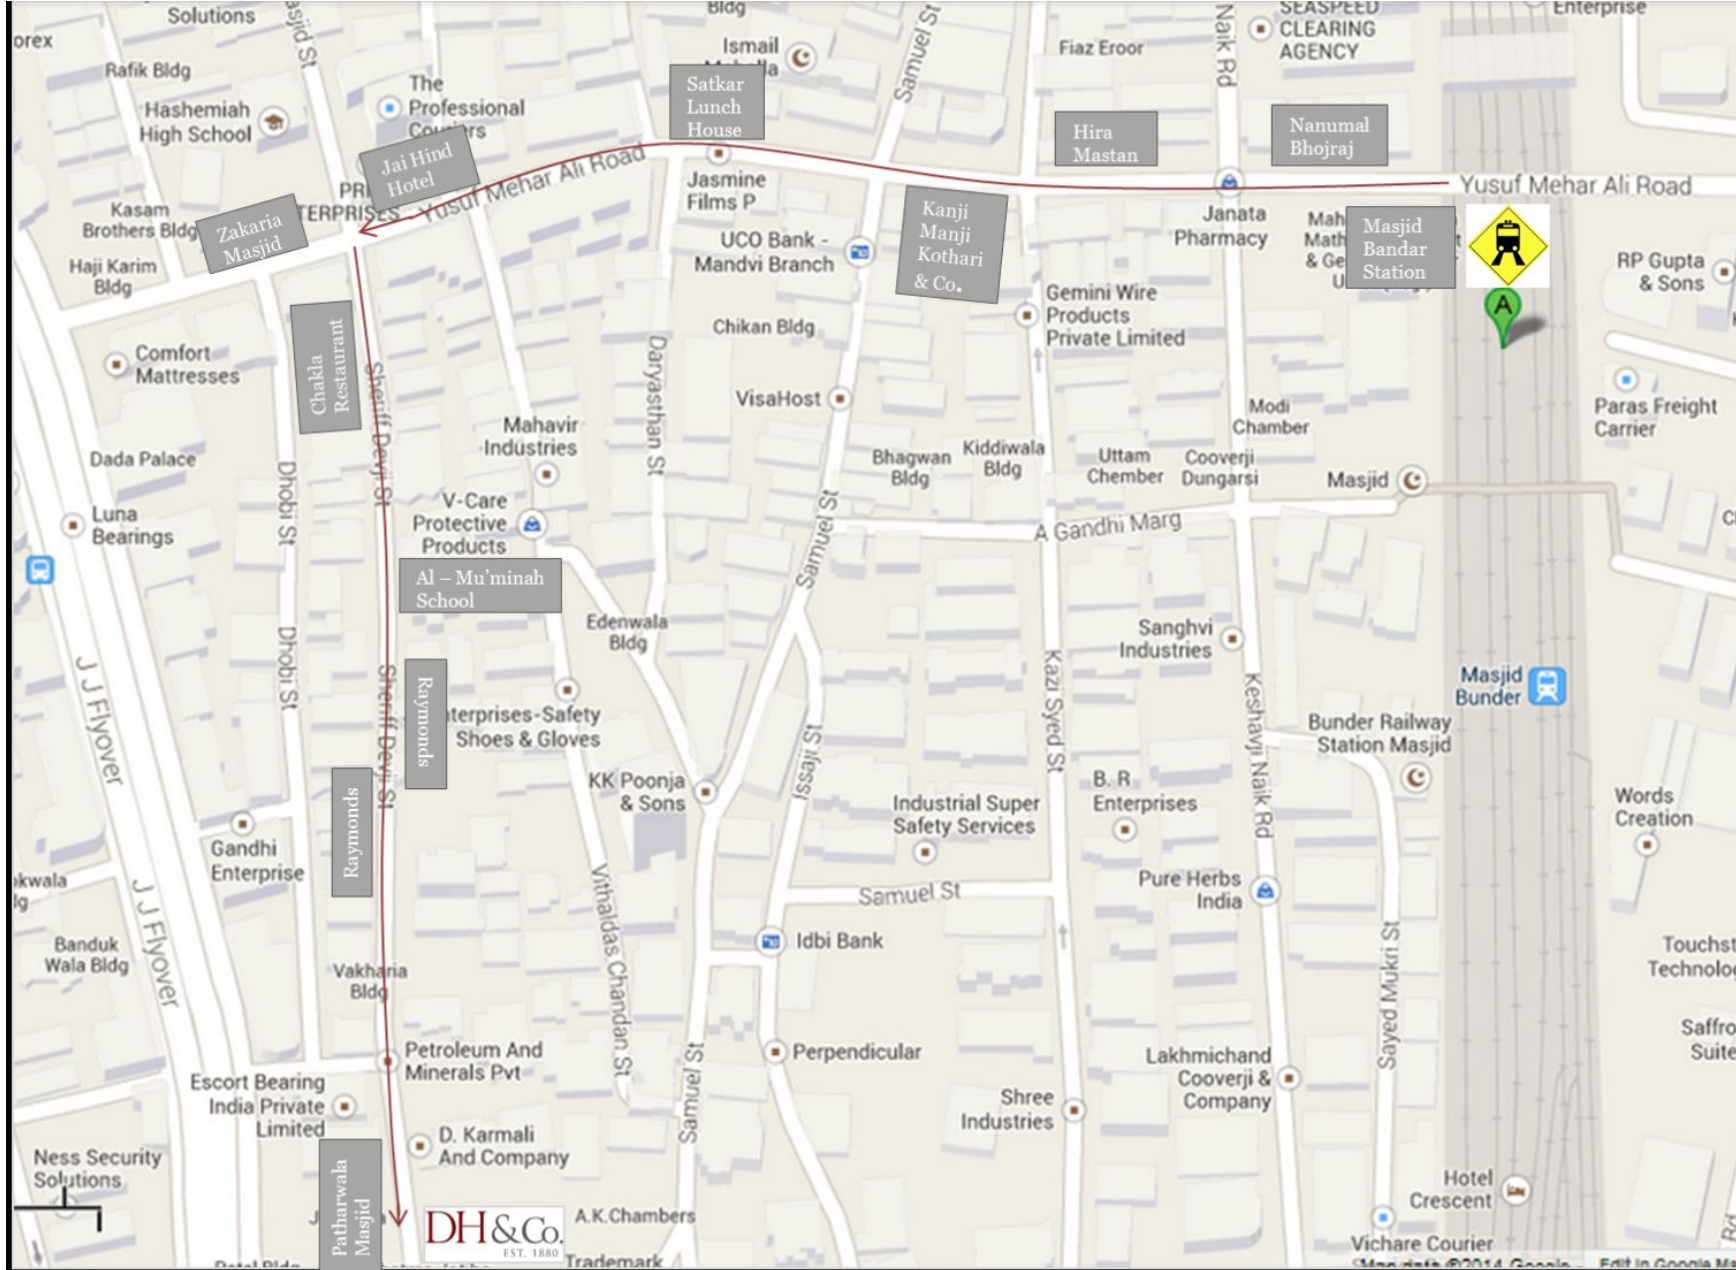 Solutions
Bldg
Samuel St
Naik Rd
SEASPEED
CLEARING
AGENCY
Enterprise
Rafik Bldg
Ismail
Fiaz Eroor
The
Professional
Couriers
Hashemiah
High School
Satkar
Lunch
House
Hira
Mastan
Nanumal
Bhojraj
Jai Hind
Hotel
Yusuf Mehar Ali Road
Jasmine
Films P
Yusuf Mehar Ali Road
Kasam
Brothers Bldg
TERPRISES
Zakaria
Masjid
Kanji
Manji
Kothari
& Co.
Janata
Pharmacy
Masjid
Bandar
Station
UCO Bank -
Mandvi Branch
Haji Karim
Bldg
RP Gupta
& Sons
A
Gemini Wire
Products
Private Limited
Chikan Bldg
Chakla
Restaurant
Sheriff Devji St
Daryasthan St
Comfort
Mattresses
VisaHost
Modi
Chamber
Paras Freight
Carrier
Mahavir
Industries
Dada Palace
Dhobi St
Bhagwan
Bldg
Kiddiwala
Bldg
Uttam
Chember
Cooverji
Dungarsi
Masjid
Luna
Bearings
V-Care
Protective
Products
Samuel St
A Gandhi Marg
Al – Mu'minah
School
Edenwala
Bldg
Sanghvi
Industries
Dhobi St
J J Flyover
Sheriff Devji St
Raymonds
Kazi Syed St
Keshavji Naik Rd
Masjid
Bunder
terprises-Safety
Shoes & Gloves
Issaji St
Bunder Railway
Station Masjid
KK Poonja
& Sons
Raymonds
Industrial Super
Safety Services
B. R
Enterprises
Words
Creation
Gandhi
Enterprise
J J Flyover
Vithaldas Chandan St
Samuel St
Pure Herbs
India
Banduk
Wala Bldg
Idbi Bank
Vakharia
Bldg
Sayed Mukri St
Petroleum And
Minerals Pvt
Samuel St
Perpendicular
Escort Bearing
India Private
Limited
Lakhmichand
Cooverji &
Company
Shree
Industries
D. Karmali
And Company
Ness Security
Solutions
Patharwala
Masjid
Hotel
Crescent
DH&Co.
EST. 1880
A.K.Chambers
Vichare Courier
Trademark